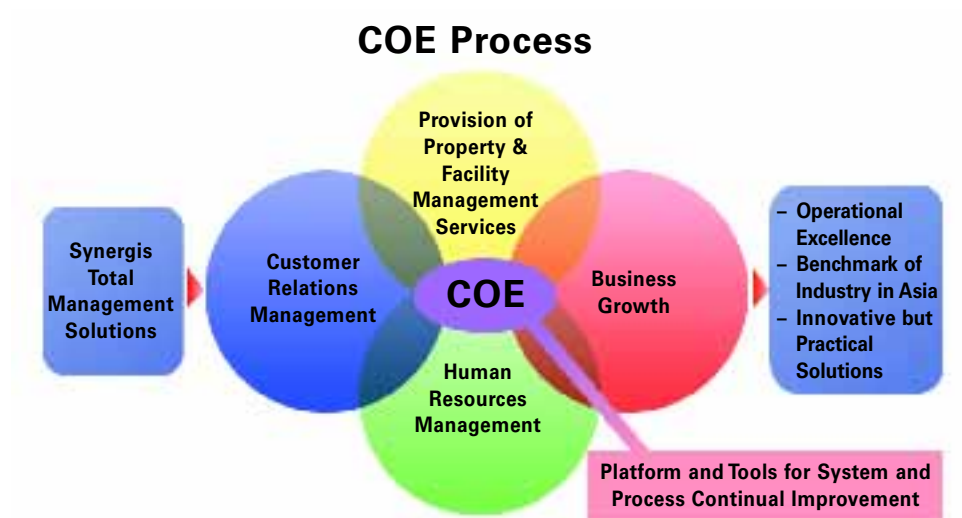 COE Process
Provision of
Property &
Facility
Management
Services
Synergis
Total
Management
Solutions
Customer
Relations
Management
COE
Business
Growth
– Operational
Excellence
– Benchmark of
Industry in Asia
– Innovative but
Practical
Solutions
Human
Resources
Management
Platform and Tools for System and
Process Continual Improvement